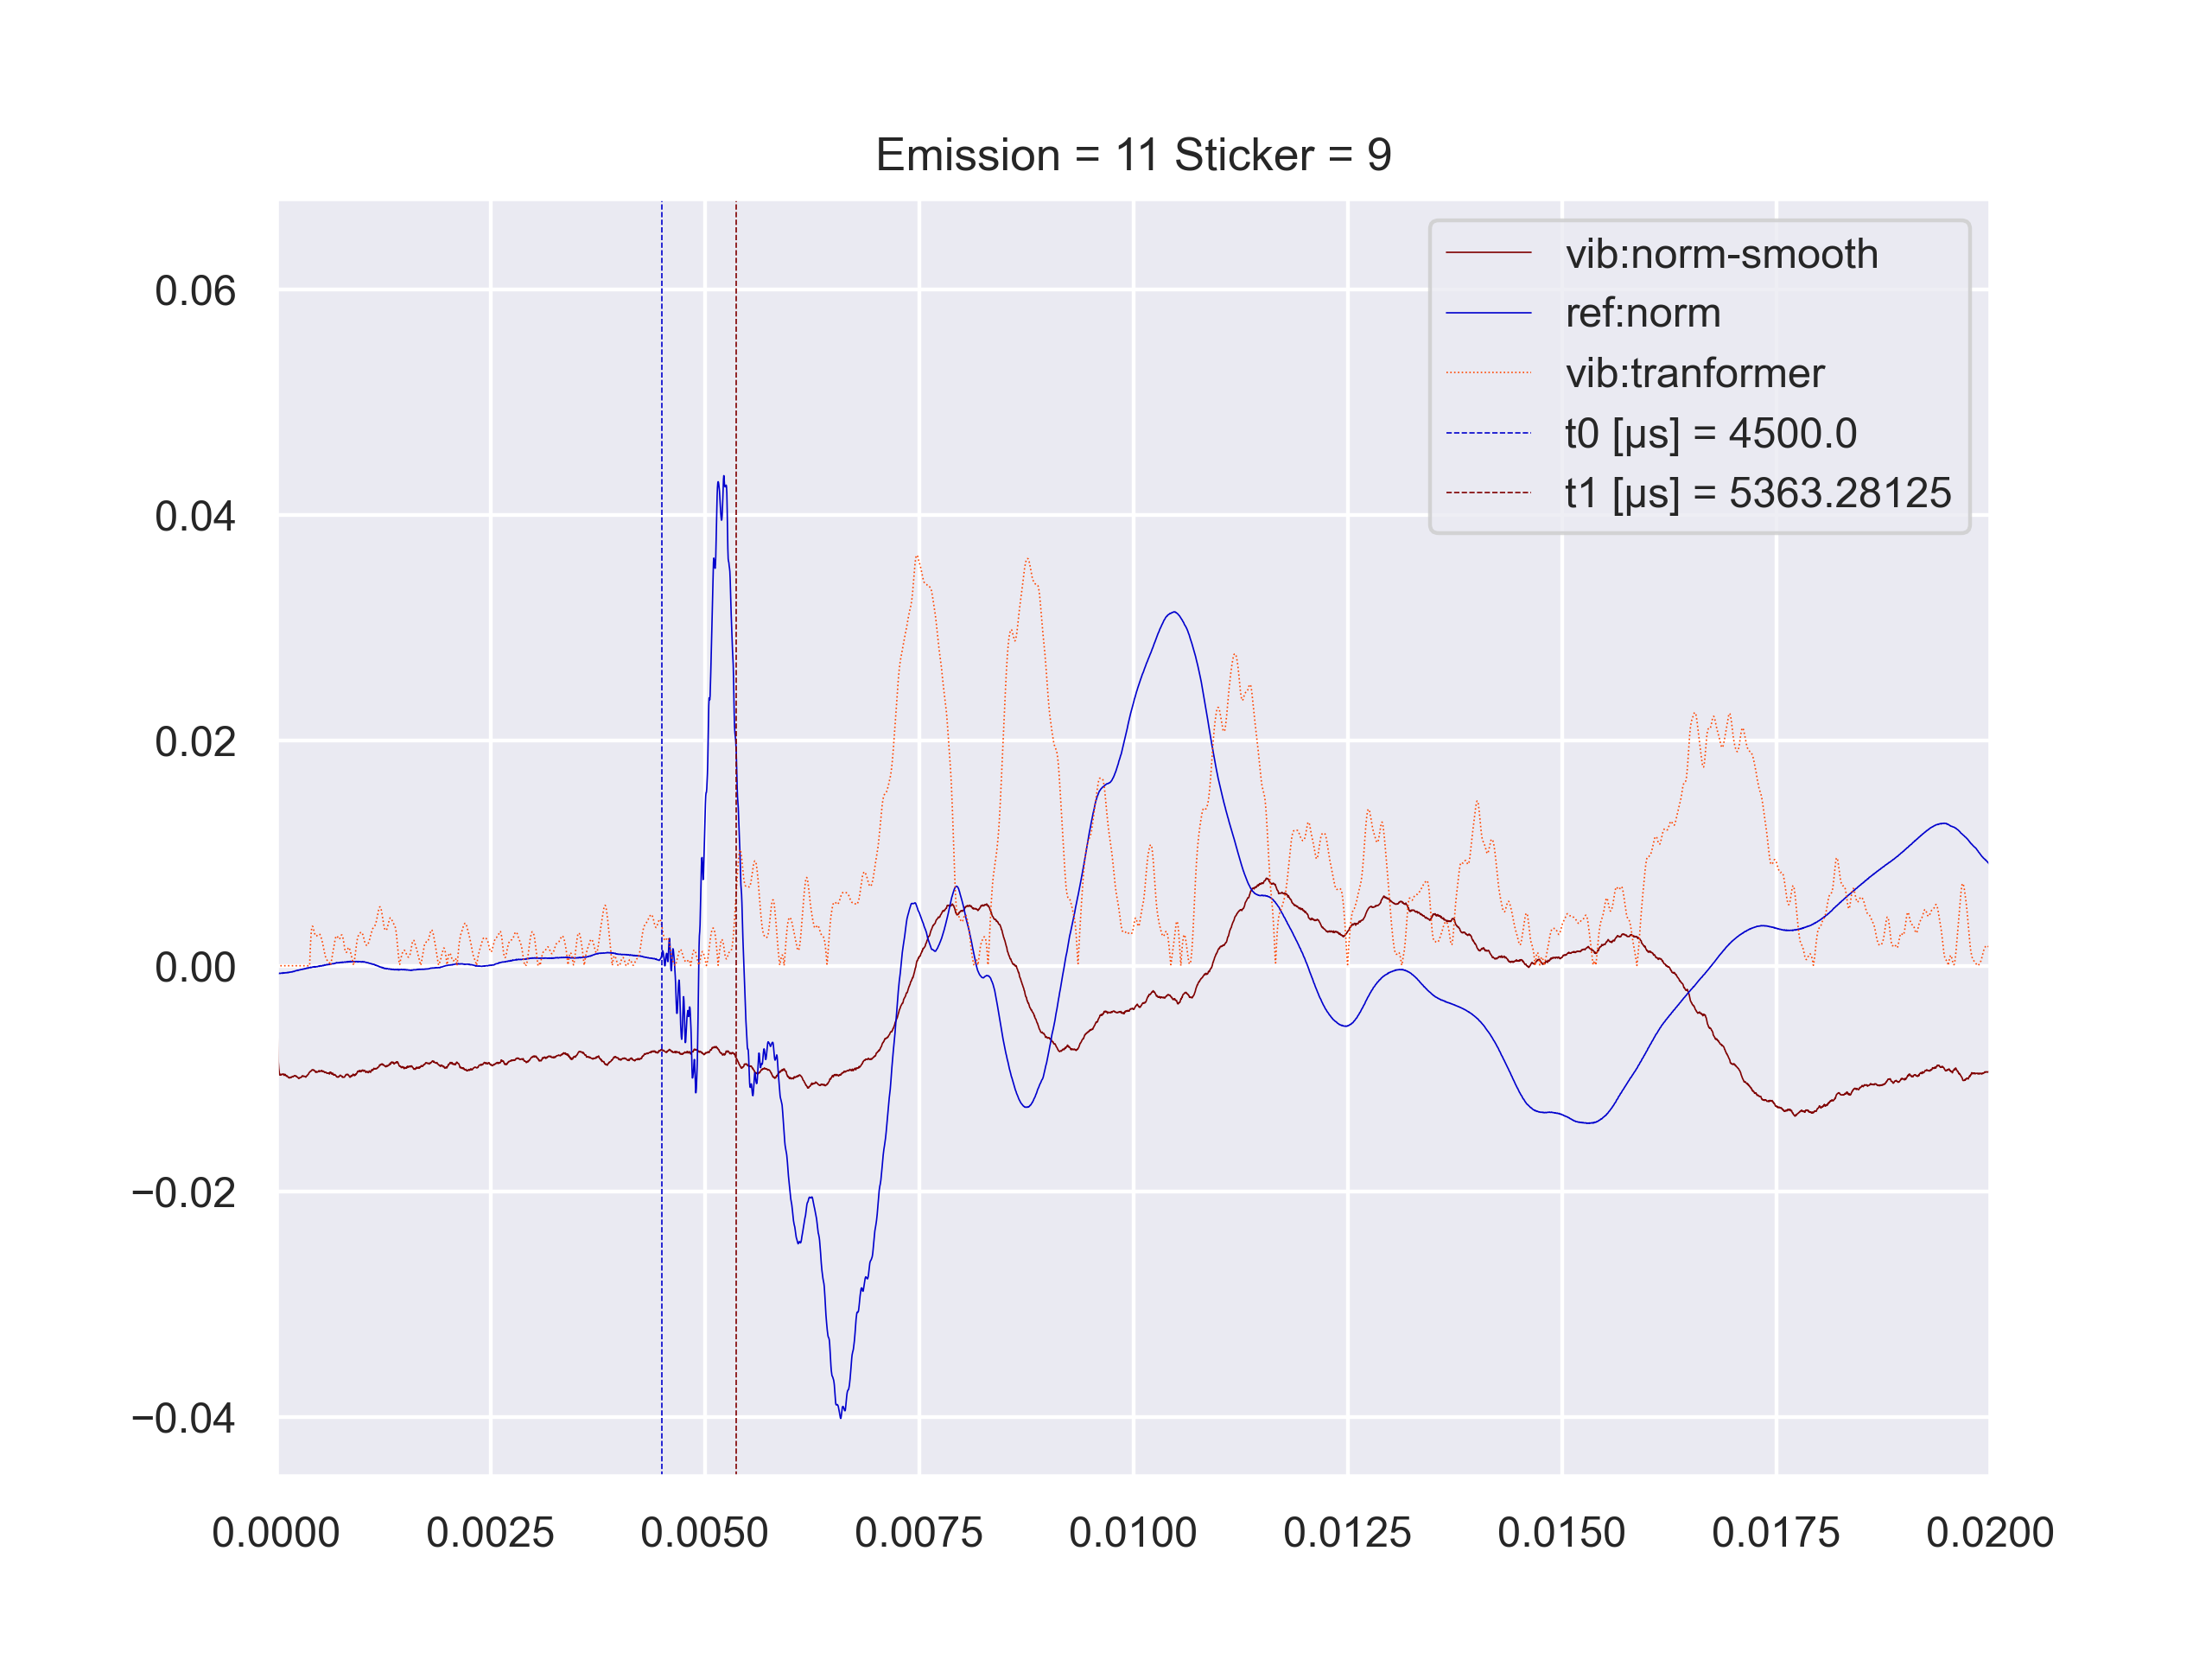 Emission = 11 Sticker = 9
vib:norm-smooth
ref:norm
vib:tranformer
t0 [µs] = 4500.0
t1 [µs] = 5363.28125
0.06
0.04
0.02
0.00
−0.02
−0.04
0.0000 0.0025 0.0050 0.0075 0.0100 0.0125 0.0150 0.0175 0.0200